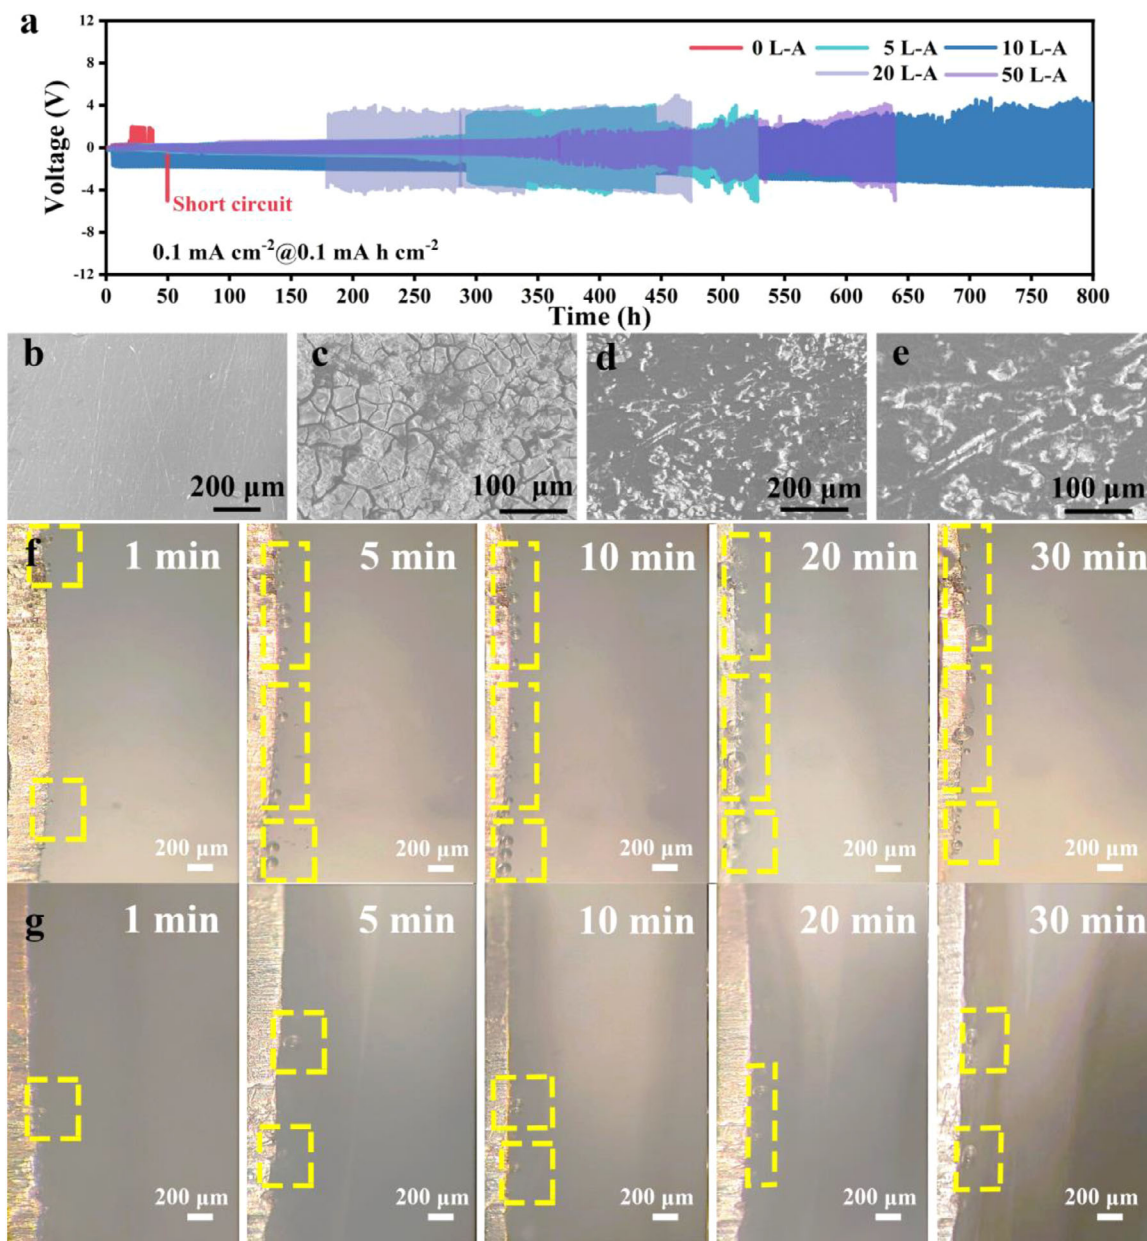 a
Voltage (V)
12
8
4
0
-4
-8
-12
0 L-A
5 L-A
10 L-A
20 L-A
50 L-A
Short circuit
0.1 mA cm⁻²@0.1 mA h cm⁻²
0 50 100 150 200 250 300 350 400 450 500 550 600 650 700 750 800
Time (h)
b
200 μm
c
100 μm
d
200 μm
e
100 μm
f
1 min
200 μm
5 min
200 μm
10 min
200 μm
20 min
200 μm
30 min
200 μm
g
1 min
200 μm
5 min
200 μm
10 min
200 μm
20 min
200 μm
30 min
200 μm